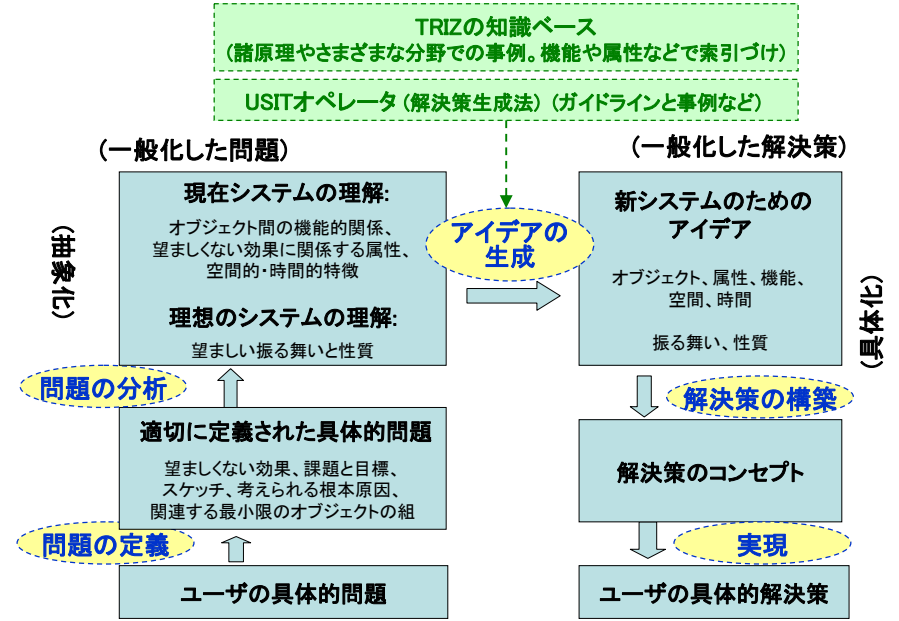 TRIZの知識ベース
(諸原理やさまざまな分野での事例。機能や属性などで索引づけ)
USITオペレータ (解決策生成法) (ガイドラインと事例など)
(一般化した問題)
(一般化した解決策)
現在システムの理解:
オブジェクト間の機能的関係、
望ましくない効果に関係する属性、
空間的・時間的特徴
理想のシステムの理解:
望ましい振る舞いと性質
(抽象化)
アイデアの
生成
新システムのための
アイデア
オブジェクト、属性、機能、
空間、時間
振る舞い、性質
(具体化)
問題の分析
解決策の構築
適切に定義された具体的問題
望ましくない効果、課題と目標、
スケッチ、考えられる根本原因、
関連する最小限のオブジェクトの組
解決策のコンセプト
問題の定義
実現
ユーザの具体的問題
ユーザの具体的解決策